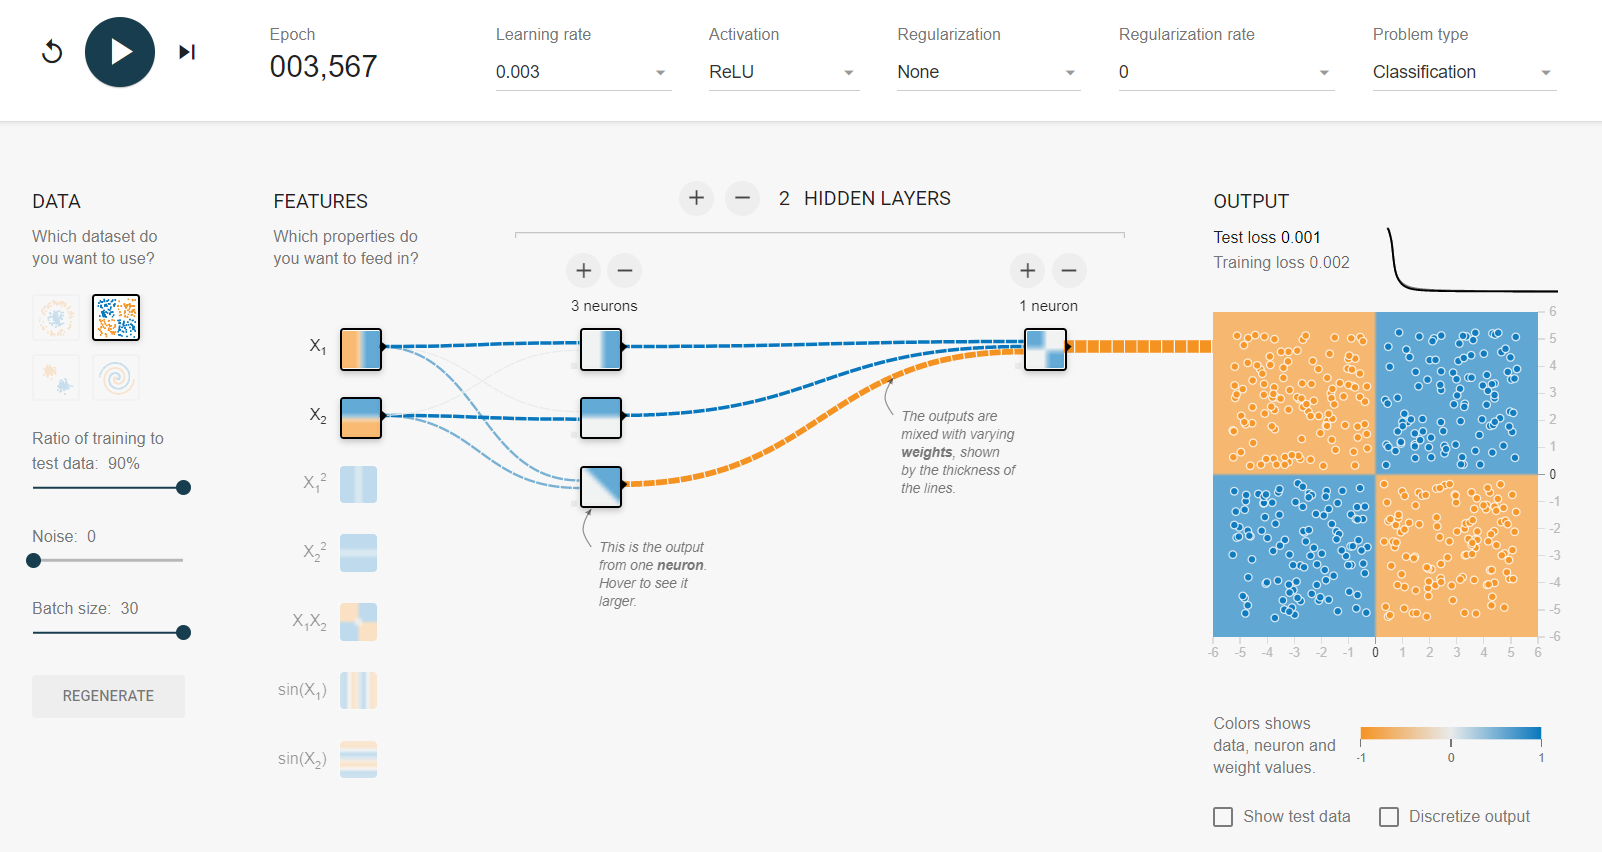 Epoch
003,567
Learning rate
0.003
Activation
ReLU
Regularization
None
Regularization rate
0
Problem type
Classification
DATA
Which dataset do
you want to use?
Ratio of training to
test data: 90%
Noise: 0
Batch size: 30
REGENERATE
FEATURES
Which properties do
you want to feed in?
X1
X2
X1²
X2²
X1X2
sin(X1)
sin(X2)
2 HIDDEN LAYERS
3 neurons
1 neuron
This is the output
from one neuron.
Hover to see it
larger.
The outputs are
mixed with varying
weights, shown
by the thickness of
the lines.
OUTPUT
Test loss 0.001
Training loss 0.002
6
5
4
3
2
1
0
-1
-2
-3
-4
-5
-6
-6 -5 -4 -3 -2 -1 0 1 2 3 4 5 6
Colors shows
data, neuron and
weight values.
-1 0 1
Show test data
Discretize output